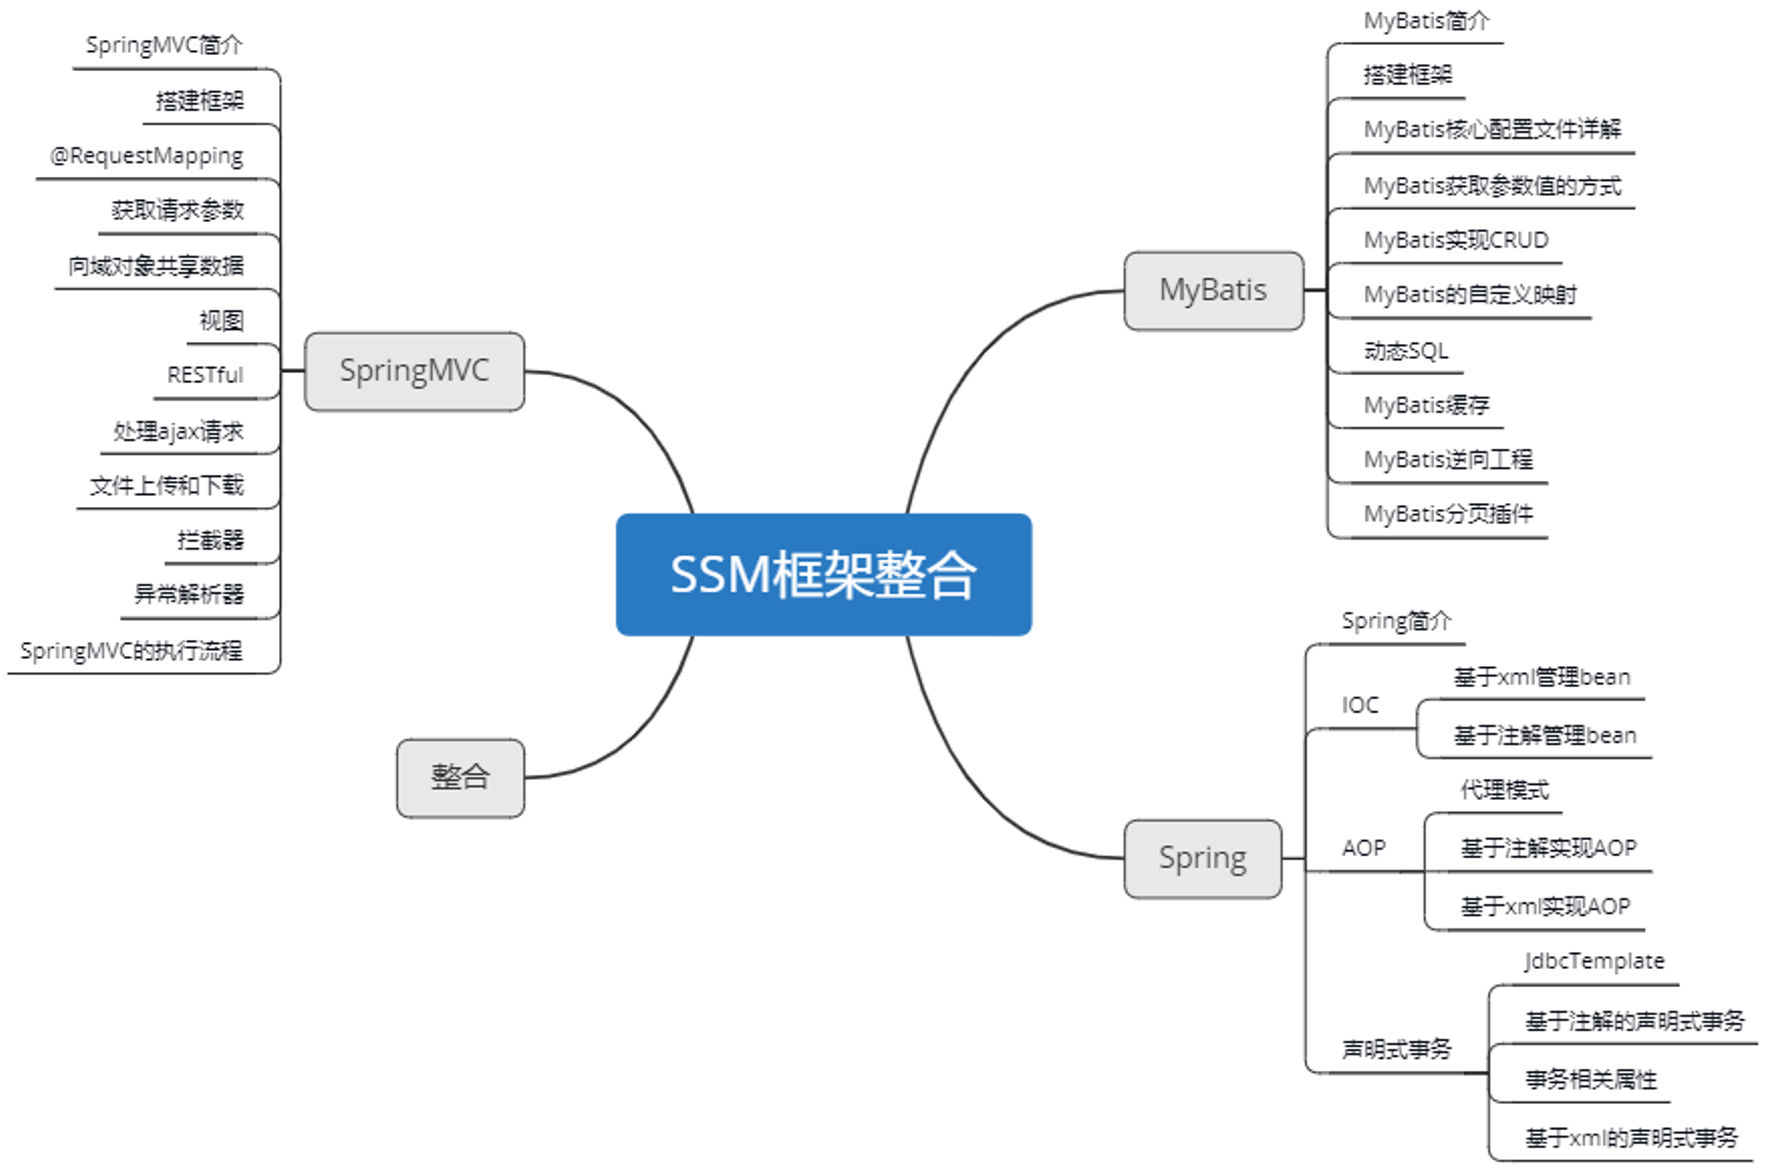 SSM框架整合
MyBatis
MyBatis简介
搭建框架
MyBatis核心配置文件详解
MyBatis获取参数值的方式
MyBatis实现CRUD
MyBatis的自定义映射
动态SQL
MyBatis缓存
MyBatis逆向工程
MyBatis分页插件
Spring
Spring简介
IOC
基于xml管理bean
基于注解管理bean
AOP
代理模式
基于注解实现AOP
基于xml实现AOP
声明式事务
JdbcTemplate
基于注解的声明式事务
事务相关属性
基于xml的声明式事务
SpringMVC
SpringMVC简介
搭建框架
@RequestMapping
获取请求参数
向域对象共享数据
视图
RESTful
处理ajax请求
文件上传和下载
拦截器
异常解析器
SpringMVC的执行流程
整合